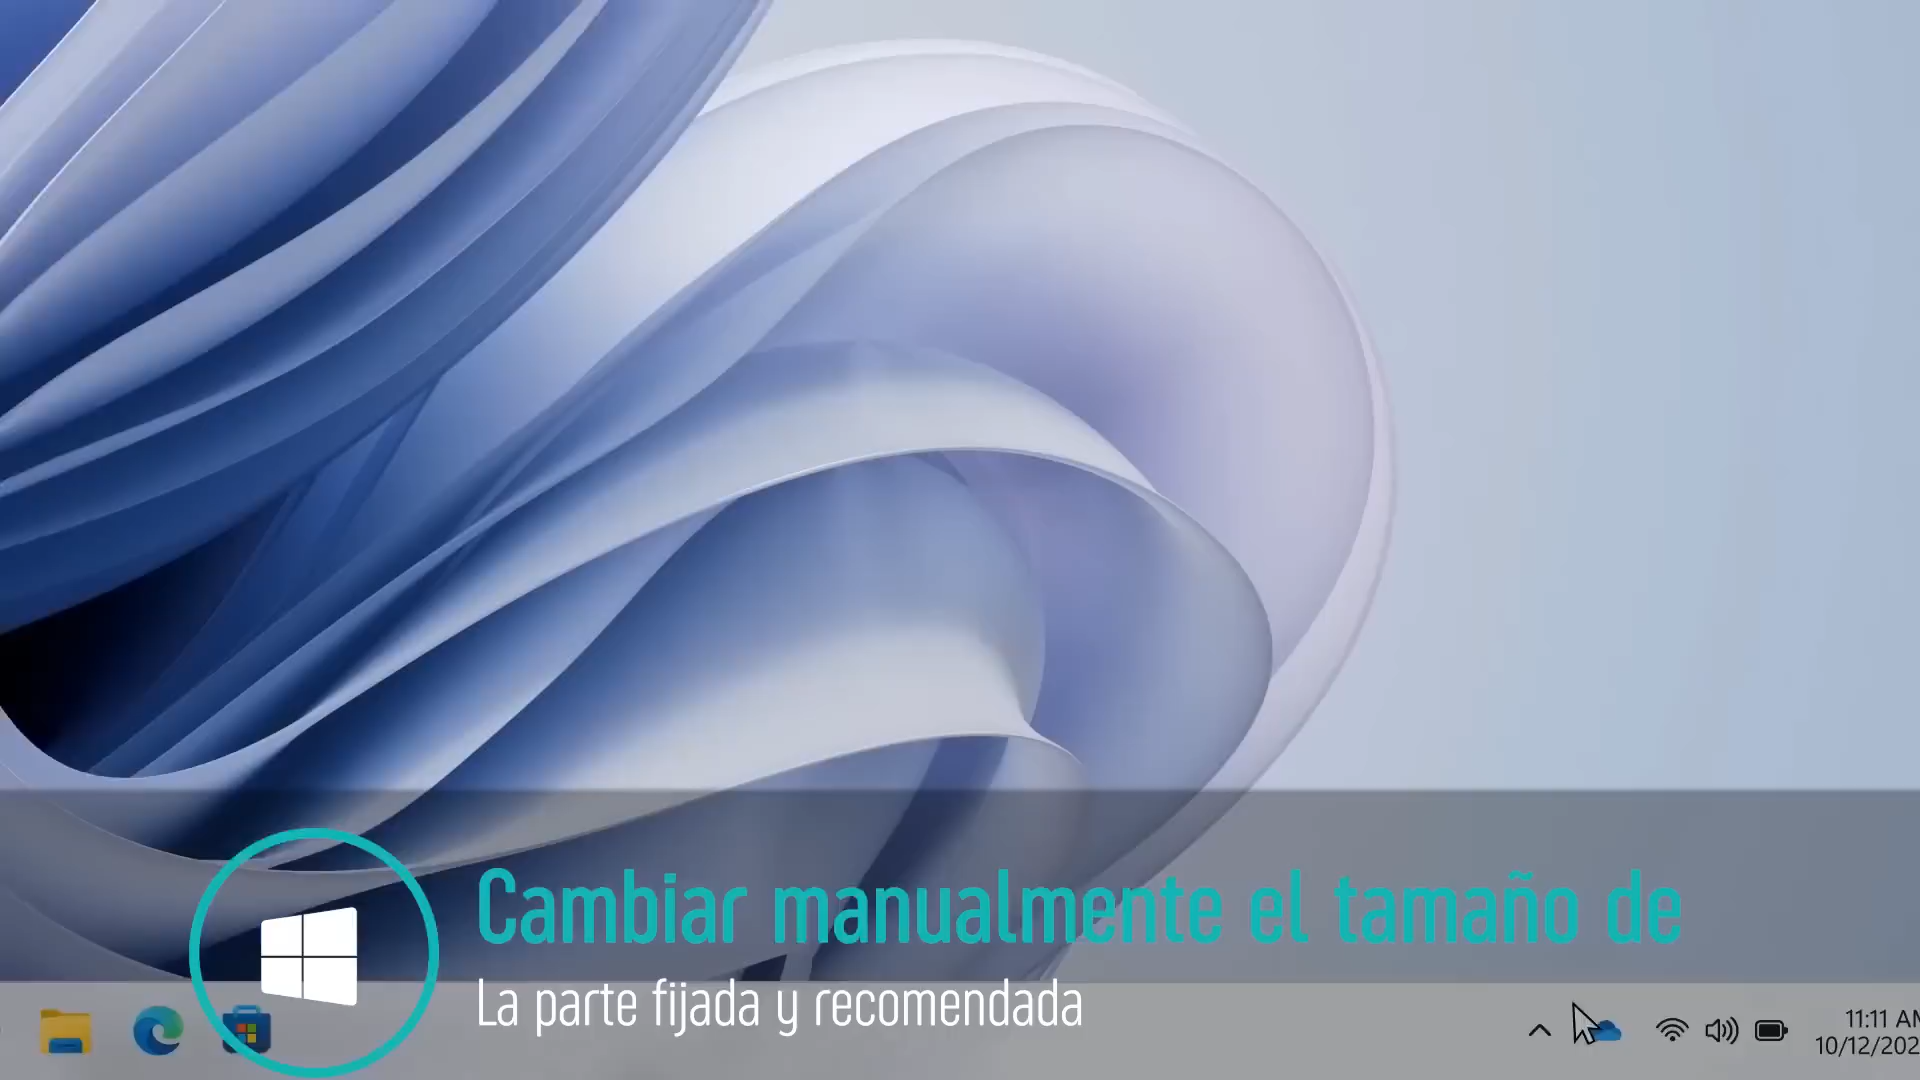 Cambiar manualmente el tamaño de
La parte fijada y recomendada
11:11 AM
10/12/202